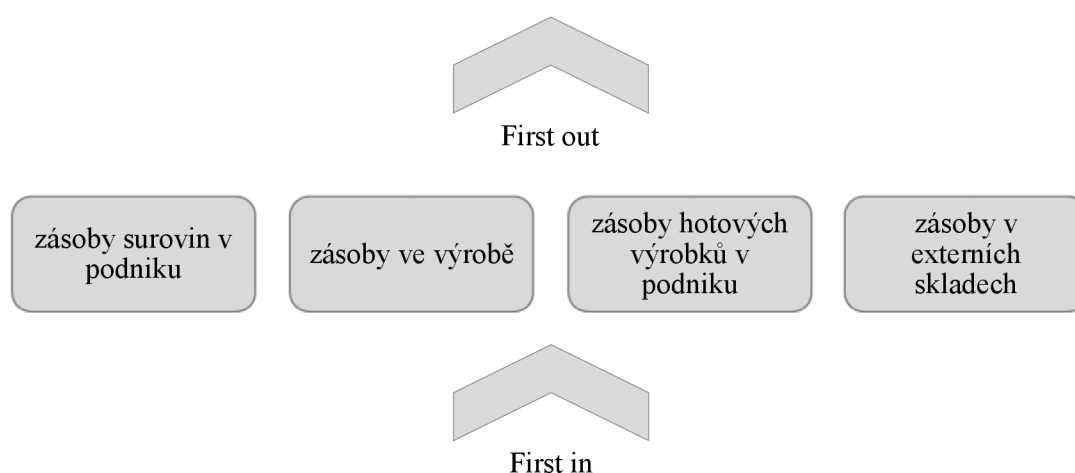 First out
zásoby surovin v
podniku
zásoby ve výrobě
zásoby hotových
výrobků v
podniku
zásoby v
externích
skladech
First in